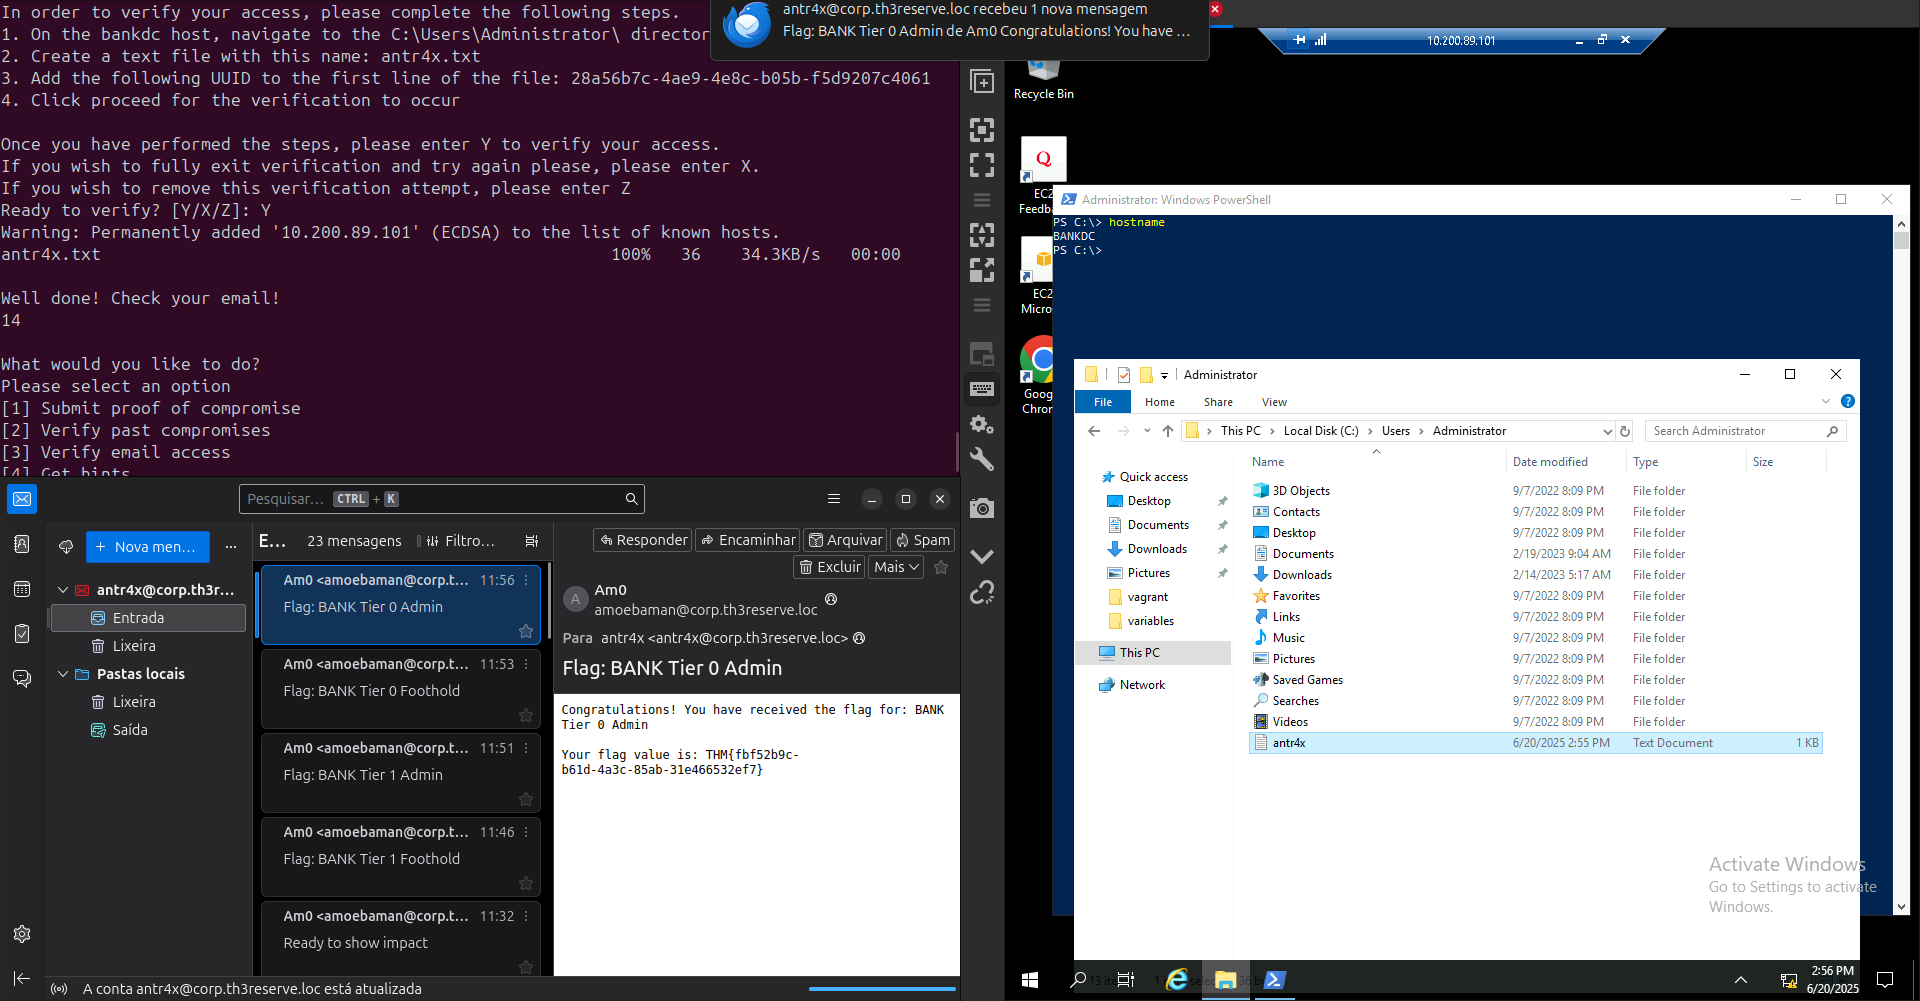 In order to verify your access, please complete the following steps.
1. On the bankdc host, navigate to the C:\Users\Administrator\ director
2. Create a text file with this name: antr4x.txt
3. Add the following UUID to the first line of the file: 28a56b7c-4ae9-4e8c-b05b-f5d9207c4061
4. Click proceed for the verification to occur
Once you have performed the steps, please enter Y to verify your access.
If you wish to fully exit verification and try again please, please enter X.
If you wish to remove this verification attempt, please enter Z
Ready to verify? [Y/X/Z]: Y
Warning: Permanently added '10.200.89.101' (ECDSA) to the list of known hosts.
antr4x.txt 100% 36 34.3KB/s 00:00
Well done! Check your email!
14
What would you like to do?
Please select an option
[1] Submit proof of compromise
[2] Verify past compromises
[3] Verify email access
[4] Get hints
antr4x@corp.th3reserve.loc recebeu 1 nova mensagem
Flag: BANK Tier 0 Admin de Am0 Congratulations! You have …
10.200.89.101
Recycle Bin
EC2
Feedba
EC2
Micros
Goog
Chron
Administrator: Windows PowerShell
PS C:\> hostname
BANKDC
PS C:\>
Administrator
File Home Share View
This PC > Local Disk (C:) > Users > Administrator
Search Administrator
Quick access
Desktop
Documents
Downloads
Pictures
vagrant
variables
This PC
Network
Name Date modified Type Size
3D Objects 9/7/2022 8:09 PM File folder
Contacts 9/7/2022 8:09 PM File folder
Desktop 9/7/2022 8:09 PM File folder
Documents 2/19/2023 9:04 AM File folder
Downloads 2/14/2023 5:17 AM File folder
Favorites 9/7/2022 8:09 PM File folder
Links 9/7/2022 8:09 PM File folder
Music 9/7/2022 8:09 PM File folder
Pictures 9/7/2022 8:09 PM File folder
Saved Games 9/7/2022 8:09 PM File folder
Searches 9/7/2022 8:09 PM File folder
Videos 9/7/2022 8:09 PM File folder
antr4x 6/20/2025 2:55 PM Text Document 1 KB
Activate Windows
Go to Settings to activate
Windows.
2:56 PM
6/20/2025
Pesquisar… CTRL + K
+ Nova men…
antr4x@corp.th3r…
Entrada
Lixeira
Pastas locais
Lixeira
Saída
E… 23 mensagens Filtro…
Am0 <amoebaman@corp.t… 11:56
Flag: BANK Tier 0 Admin
Am0 <amoebaman@corp.t… 11:53
Flag: BANK Tier 0 Foothold
Am0 <amoebaman@corp.t… 11:51
Flag: BANK Tier 1 Admin
Am0 <amoebaman@corp.t… 11:46
Flag: BANK Tier 1 Foothold
Am0 <amoebaman@corp.t… 11:32
Ready to show impact
Responder Encaminhar Arquivar Spam
Excluir Mais
A
Am0
amoebaman@corp.th3reserve.loc
Para antr4x <antr4x@corp.th3reserve.loc>
Flag: BANK Tier 0 Admin
Congratulations! You have received the flag for: BANK
Tier 0 Admin
Your flag value is: THM{fbf52b9c-
b61d-4a3c-85ab-31e466532ef7}
A conta antr4x@corp.th3reserve.loc está atualizada